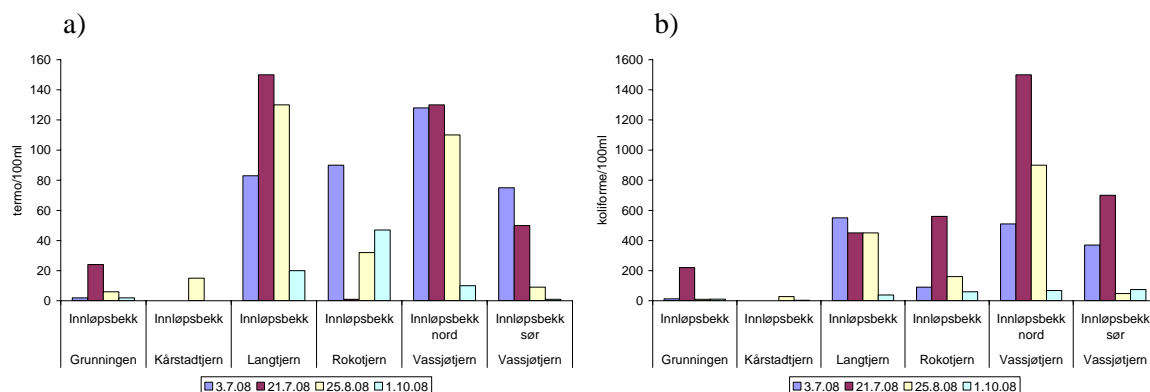 a)
160
140
120
100
80
60
40
20
0
termo/100ml
Innløpsbekk Innløpsbekk Innløpsbekk Innløpsbekk Innløpsbekk Innløpsbekk
nord sør
Grunningen Kårstadtjern Langtjern Rokotjern Vassjøtjern Vassjøtjern
3.7.08 21.7.08 25.8.08 1.10.08
b)
1600
1400
1200
1000
800
600
400
200
0
koliforme/100ml
Innløpsbekk Innløpsbekk Innløpsbekk Innløpsbekk Innløpsbekk Innløpsbekk
nord sør
Grunningen Kårstadtjern Langtjern Rokotjern Vassjøtjern Vassjøtjern
3.7.08 21.7.08 25.8.08 1.10.08